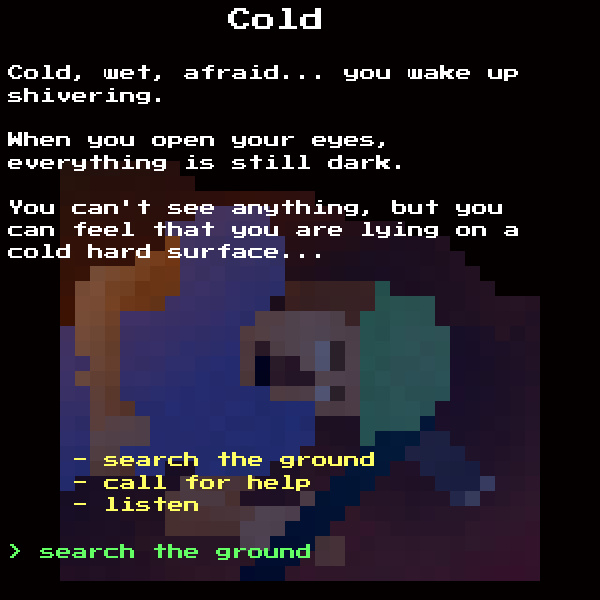 Cold
Cold, wet, afraid... you wake up
shivering.
When you open your eyes,
everything is still dark.
You can't see anything, but you
can feel that you are lying on a
cold hard surface...
- search the ground
- call for help
- listen
> search the ground